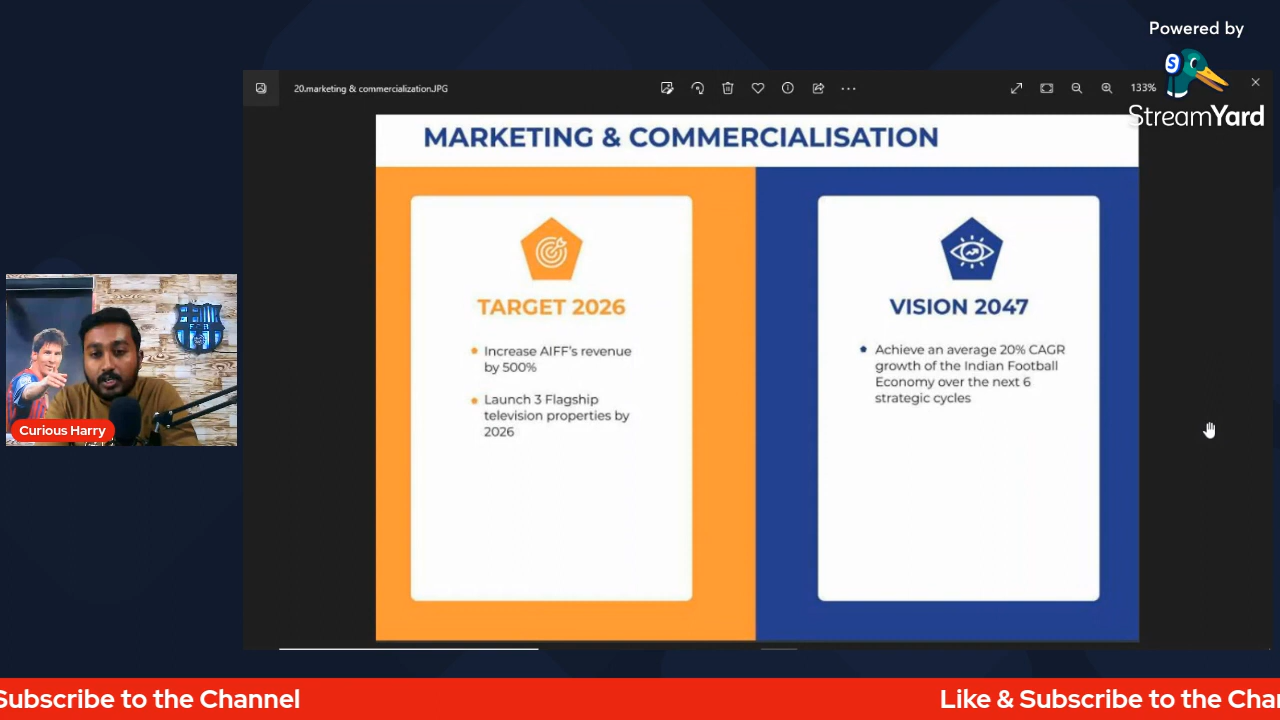 Powered by
StreamYard
20.marketing & commercialization.JPG
133%
MARKETING & COMMERCIALISATION
TARGET 2026
Increase AIFF's revenue
by 500%
Launch 3 Flagship
television properties by
2026
VISION 2047
Achieve an average 20% CAGR
growth of the Indian Football
Economy over the next 6
strategic cycles
FCB
Curious Harry
Subscribe to the Channel
Like & Subscribe to the Chan